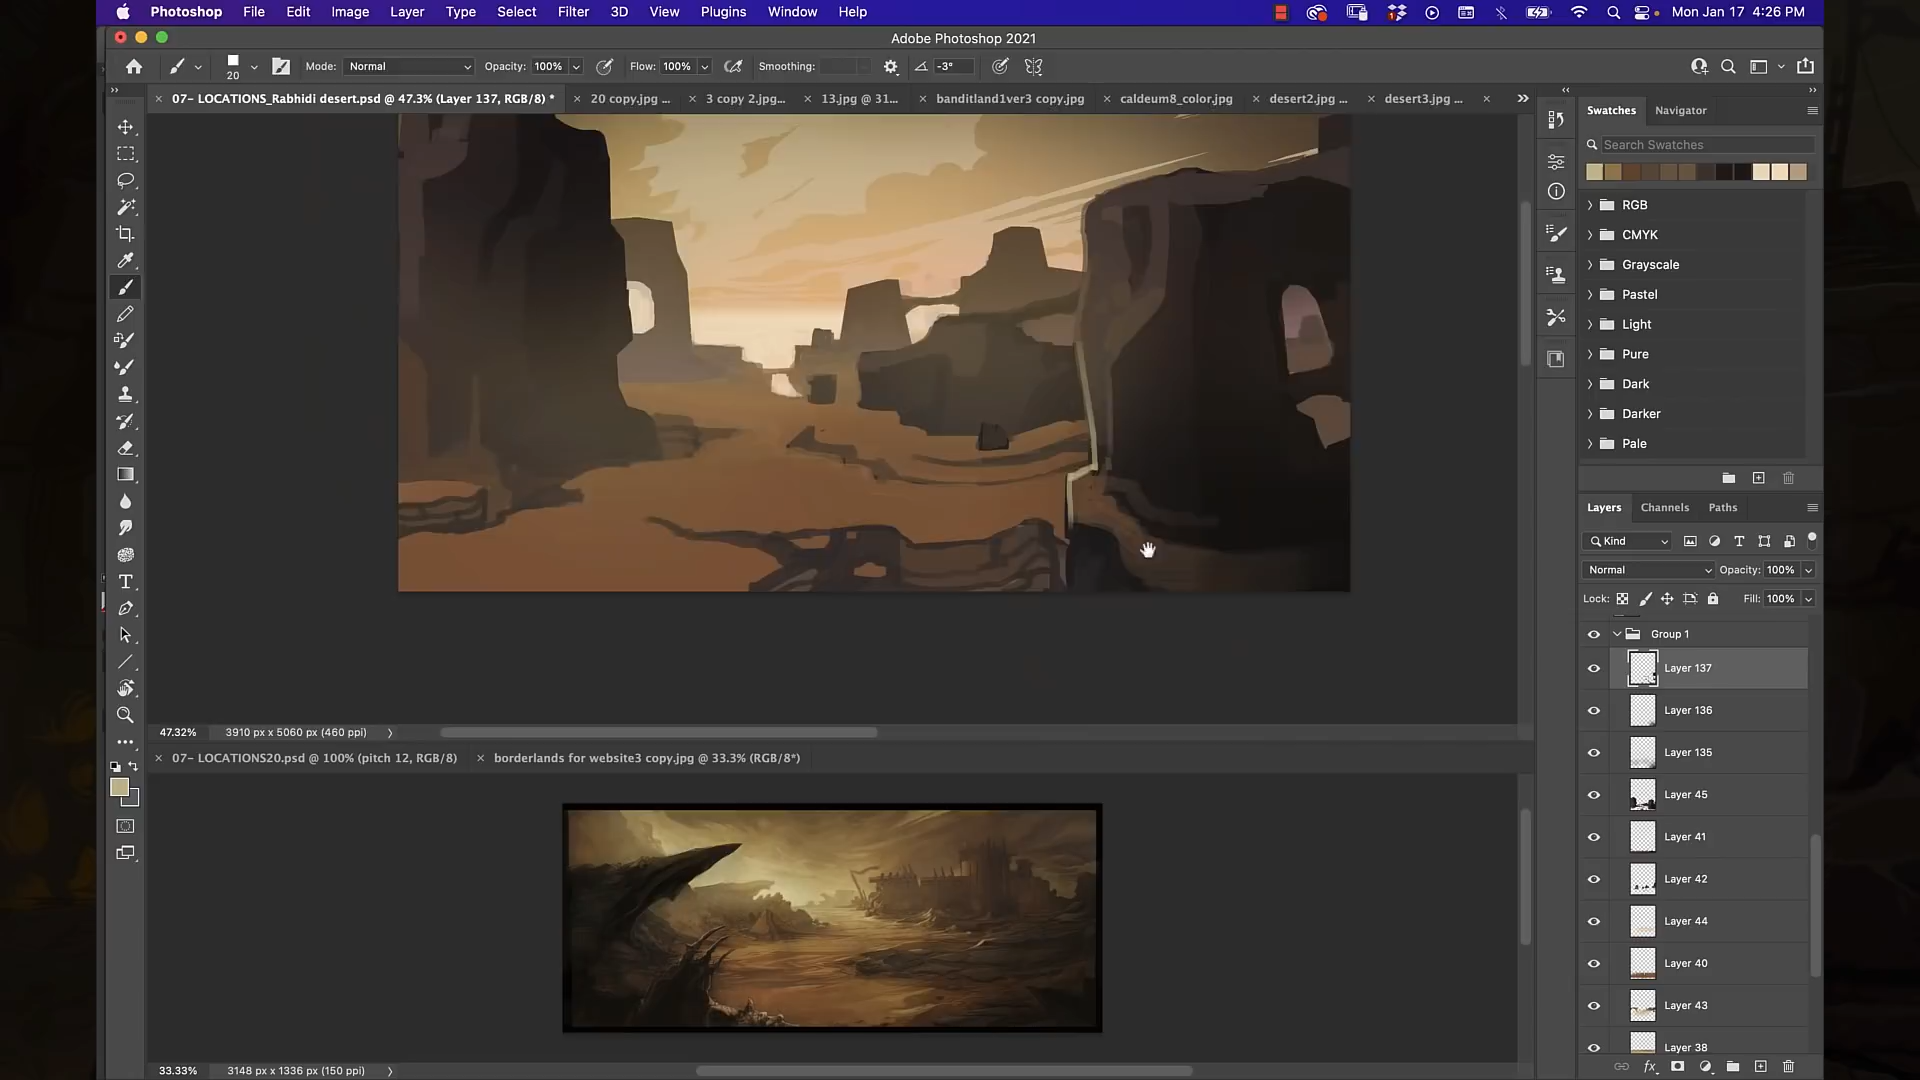 Photoshop File Edit Image Layer Type Select Filter 3D View Plugins Window Help Mon Jan 17 4:26 PM
Adobe Photoshop 2021
20 Mode: Normal Opacity: 100% Flow: 100% Smoothing: -3°
07- LOCATIONS_Rabhidi desert.psd @ 47.3% (Layer 137, RGB/8) * 20 copy.jpg ... 3 copy 2.jpg... 13.jpg @ 31... banditland1ver3 copy.jpg caldeum8_color.jpg desert2.jpg ... desert3.jpg ...
Swatches Navigator
Search Swatches
RGB
CMYK
Grayscale
Pastel
Light
Pure
Dark
Darker
Pale
Layers Channels Paths
Kind
Normal Opacity: 100%
Lock: Fill: 100%
Group 1
Layer 137
Layer 136
Layer 135
Layer 45
Layer 41
Layer 42
Layer 44
Layer 40
Layer 43
Layer 38
47.32% 3910 px x 5060 px (460 ppi)
07- LOCATIONS20.psd @ 100% (pitch 12, RGB/8) borderlands for website3 copy.jpg @ 33.3% (RGB/8*)
33.33% 3148 px x 1336 px (150 ppi)